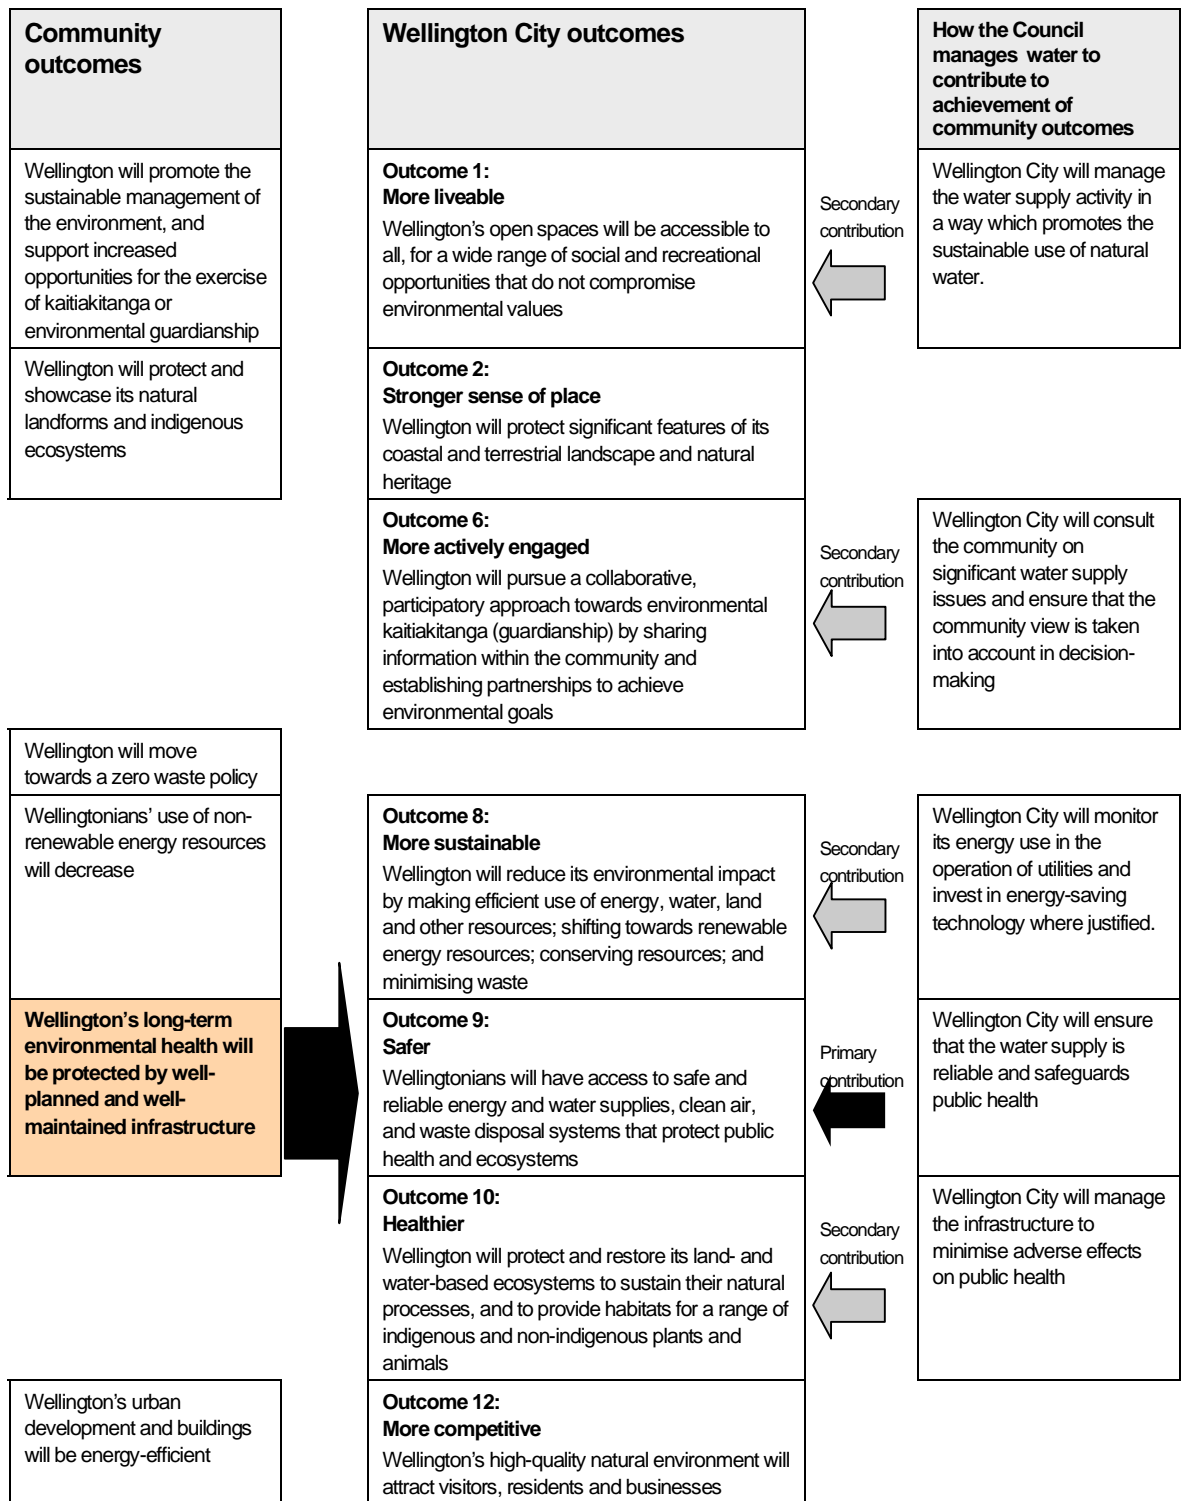 Community
outcomes
Wellington City outcomes
How the Council
manages water to
contribute to
achievement of
community outcomes
Wellington will promote the
sustainable management of
the environment, and
support increased
opportunities for the exercise
of kaitiakitanga or
environmental guardianship
Outcome 1:
More liveable
Wellington's open spaces will be accessible to
all, for a wide range of social and recreational
opportunities that do not compromise
environmental values
Secondary
contribution
Wellington City will manage
the water supply activity in
a way which promotes the
sustainable use of natural
water.
Wellington will protect and
showcase its natural
landforms and indigenous
ecosystems
Outcome 2:
Stronger sense of place
Wellington will protect significant features of its
coastal and terrestrial landscape and natural
heritage
Outcome 6:
More actively engaged
Wellington will pursue a collaborative,
participatory approach towards environmental
kaitiakitanga (guardianship) by sharing
information within the community and
establishing partnerships to achieve
environmental goals
Secondary
contribution
Wellington City will consult
the community on
significant water supply
issues and ensure that the
community view is taken
into account in decision-
making
Wellington will move
towards a zero waste policy
Wellingtonians' use of non-
renewable energy resources
will decrease
Outcome 8:
More sustainable
Wellington will reduce its environmental impact
by making efficient use of energy, water, land
and other resources; shifting towards renewable
energy resources; conserving resources; and
minimising waste
Secondary
contribution
Wellington City will monitor
its energy use in the
operation of utilities and
invest in energy-saving
technology where justified.
Wellington's long-term
environmental health will
be protected by well-
planned and well-
maintained infrastructure
Outcome 9:
Safer
Wellingtonians will have access to safe and
reliable energy and water supplies, clean air,
and waste disposal systems that protect public
health and ecosystems
Primary
contribution
Wellington City will ensure
that the water supply is
reliable and safeguards
public health
Outcome 10:
Healthier
Wellington will protect and restore its land- and
water-based ecosystems to sustain their natural
processes, and to provide habitats for a range of
indigenous and non-indigenous plants and
animals
Secondary
contribution
Wellington City will manage
the infrastructure to
minimise adverse effects
on public health
Wellington's urban
development and buildings
will be energy-efficient
Outcome 12:
More competitive
Wellington's high-quality natural environment will
attract visitors, residents and businesses